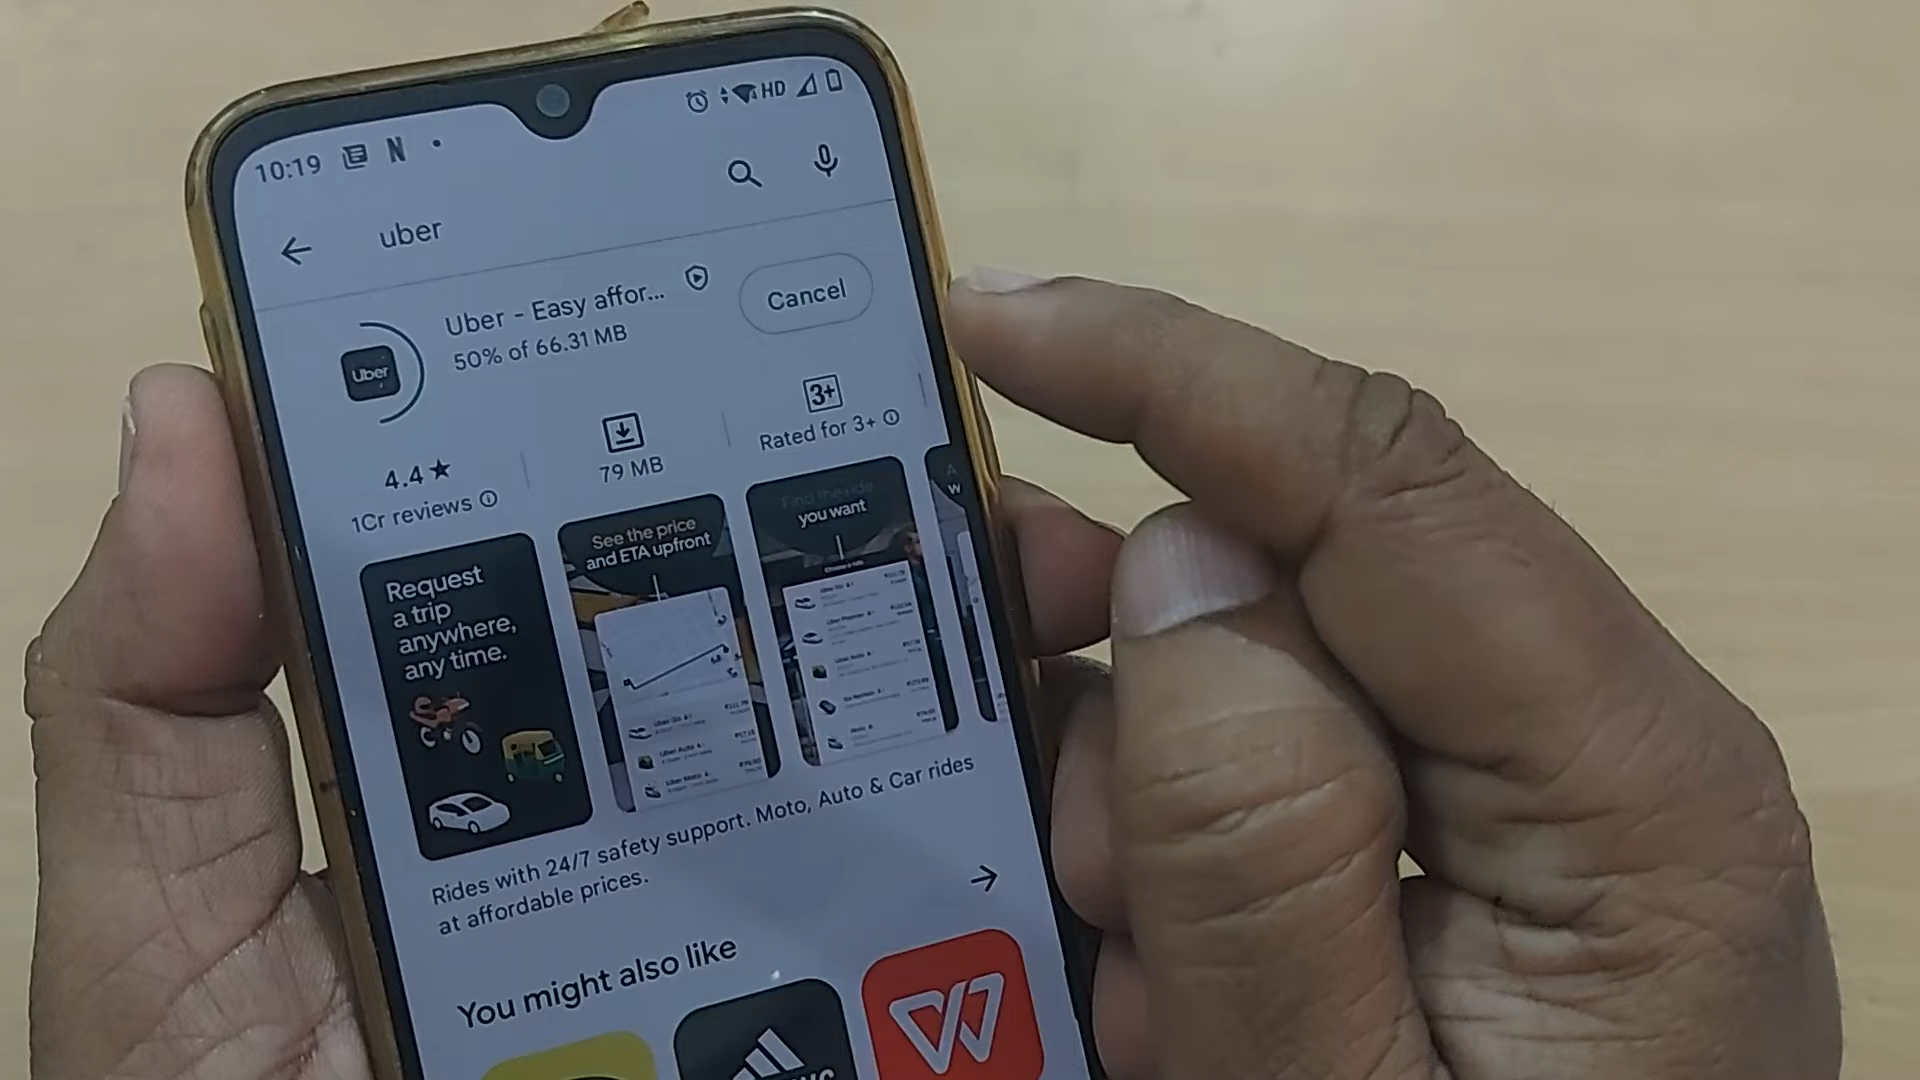 10:19 N HD
uber
Uber - Easy affor...
50% of 66.31 MB
Cancel
Uber
4.4★
1Cr reviews
79 MB
3+
Rated for 3+
Request
a trip
anywhere,
any time.
See the price
and ETA upfront
Find the ride
you want
A
w
Rides with 24/7 safety support. Moto, Auto & Car rides
at affordable prices.
You might also like